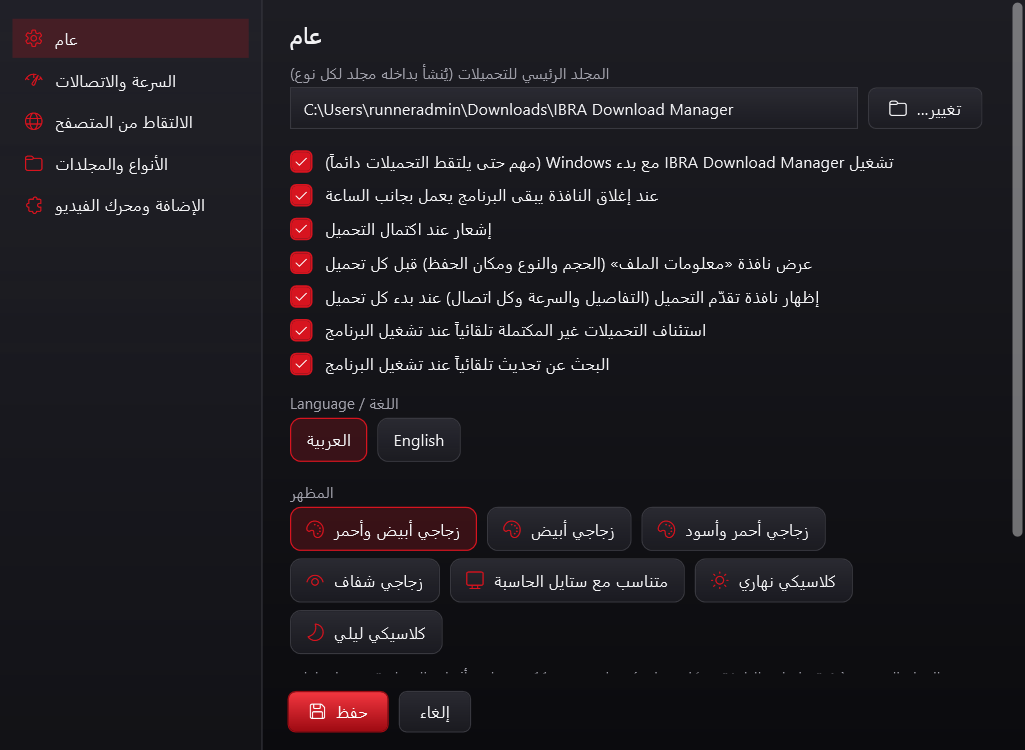 عام
السرعة والاتصالات
الالتقاط من المتصفح
الأنواع والمجلدات
الإضافة ومحرك الفيديو
عام
المجلد الرئيسي للتحميلات (يُنشأ بداخله مجلد لكل نوع)
C:\Users\runneradmin\Downloads\IBRA Download Manager
تغيير...
تشغيل IBRA Download Manager مع بدء Windows (مهم حتى يلتقط التحميلات دائماً)
عند إغلاق النافذة يبقى البرنامج يعمل بجانب الساعة
إشعار عند اكتمال التحميل
عرض نافذة «معلومات الملف» (الحجم والنوع ومكان الحفظ) قبل كل تحميل
إظهار نافذة تقدّم التحميل (التفاصيل والسرعة وكل اتصال) عند بدء كل تحميل
استئناف التحميلات غير المكتملة تلقائياً عند تشغيل البرنامج
البحث عن تحديث تلقائياً عند تشغيل البرنامج
Language / اللغة
العربية
English
المظهر
زجاجي أبيض وأحمر
زجاجي أبيض
زجاجي أحمر وأسود
زجاجي شفاف
متناسب مع ستايل الحاسبة
كلاسيكي نهاري
كلاسيكي ليلي
حفظ
إلغاء